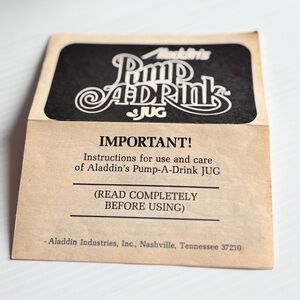 Aladdin's
Pump
A-DRink™
JUG
IMPORTANT!
Instructions for use and care
of Aladdin's Pump-A-Drink JUG
(READ COMPLETELY
BEFORE USING)
- Aladdin Industries, Inc., Nashville, Tennessee 37210